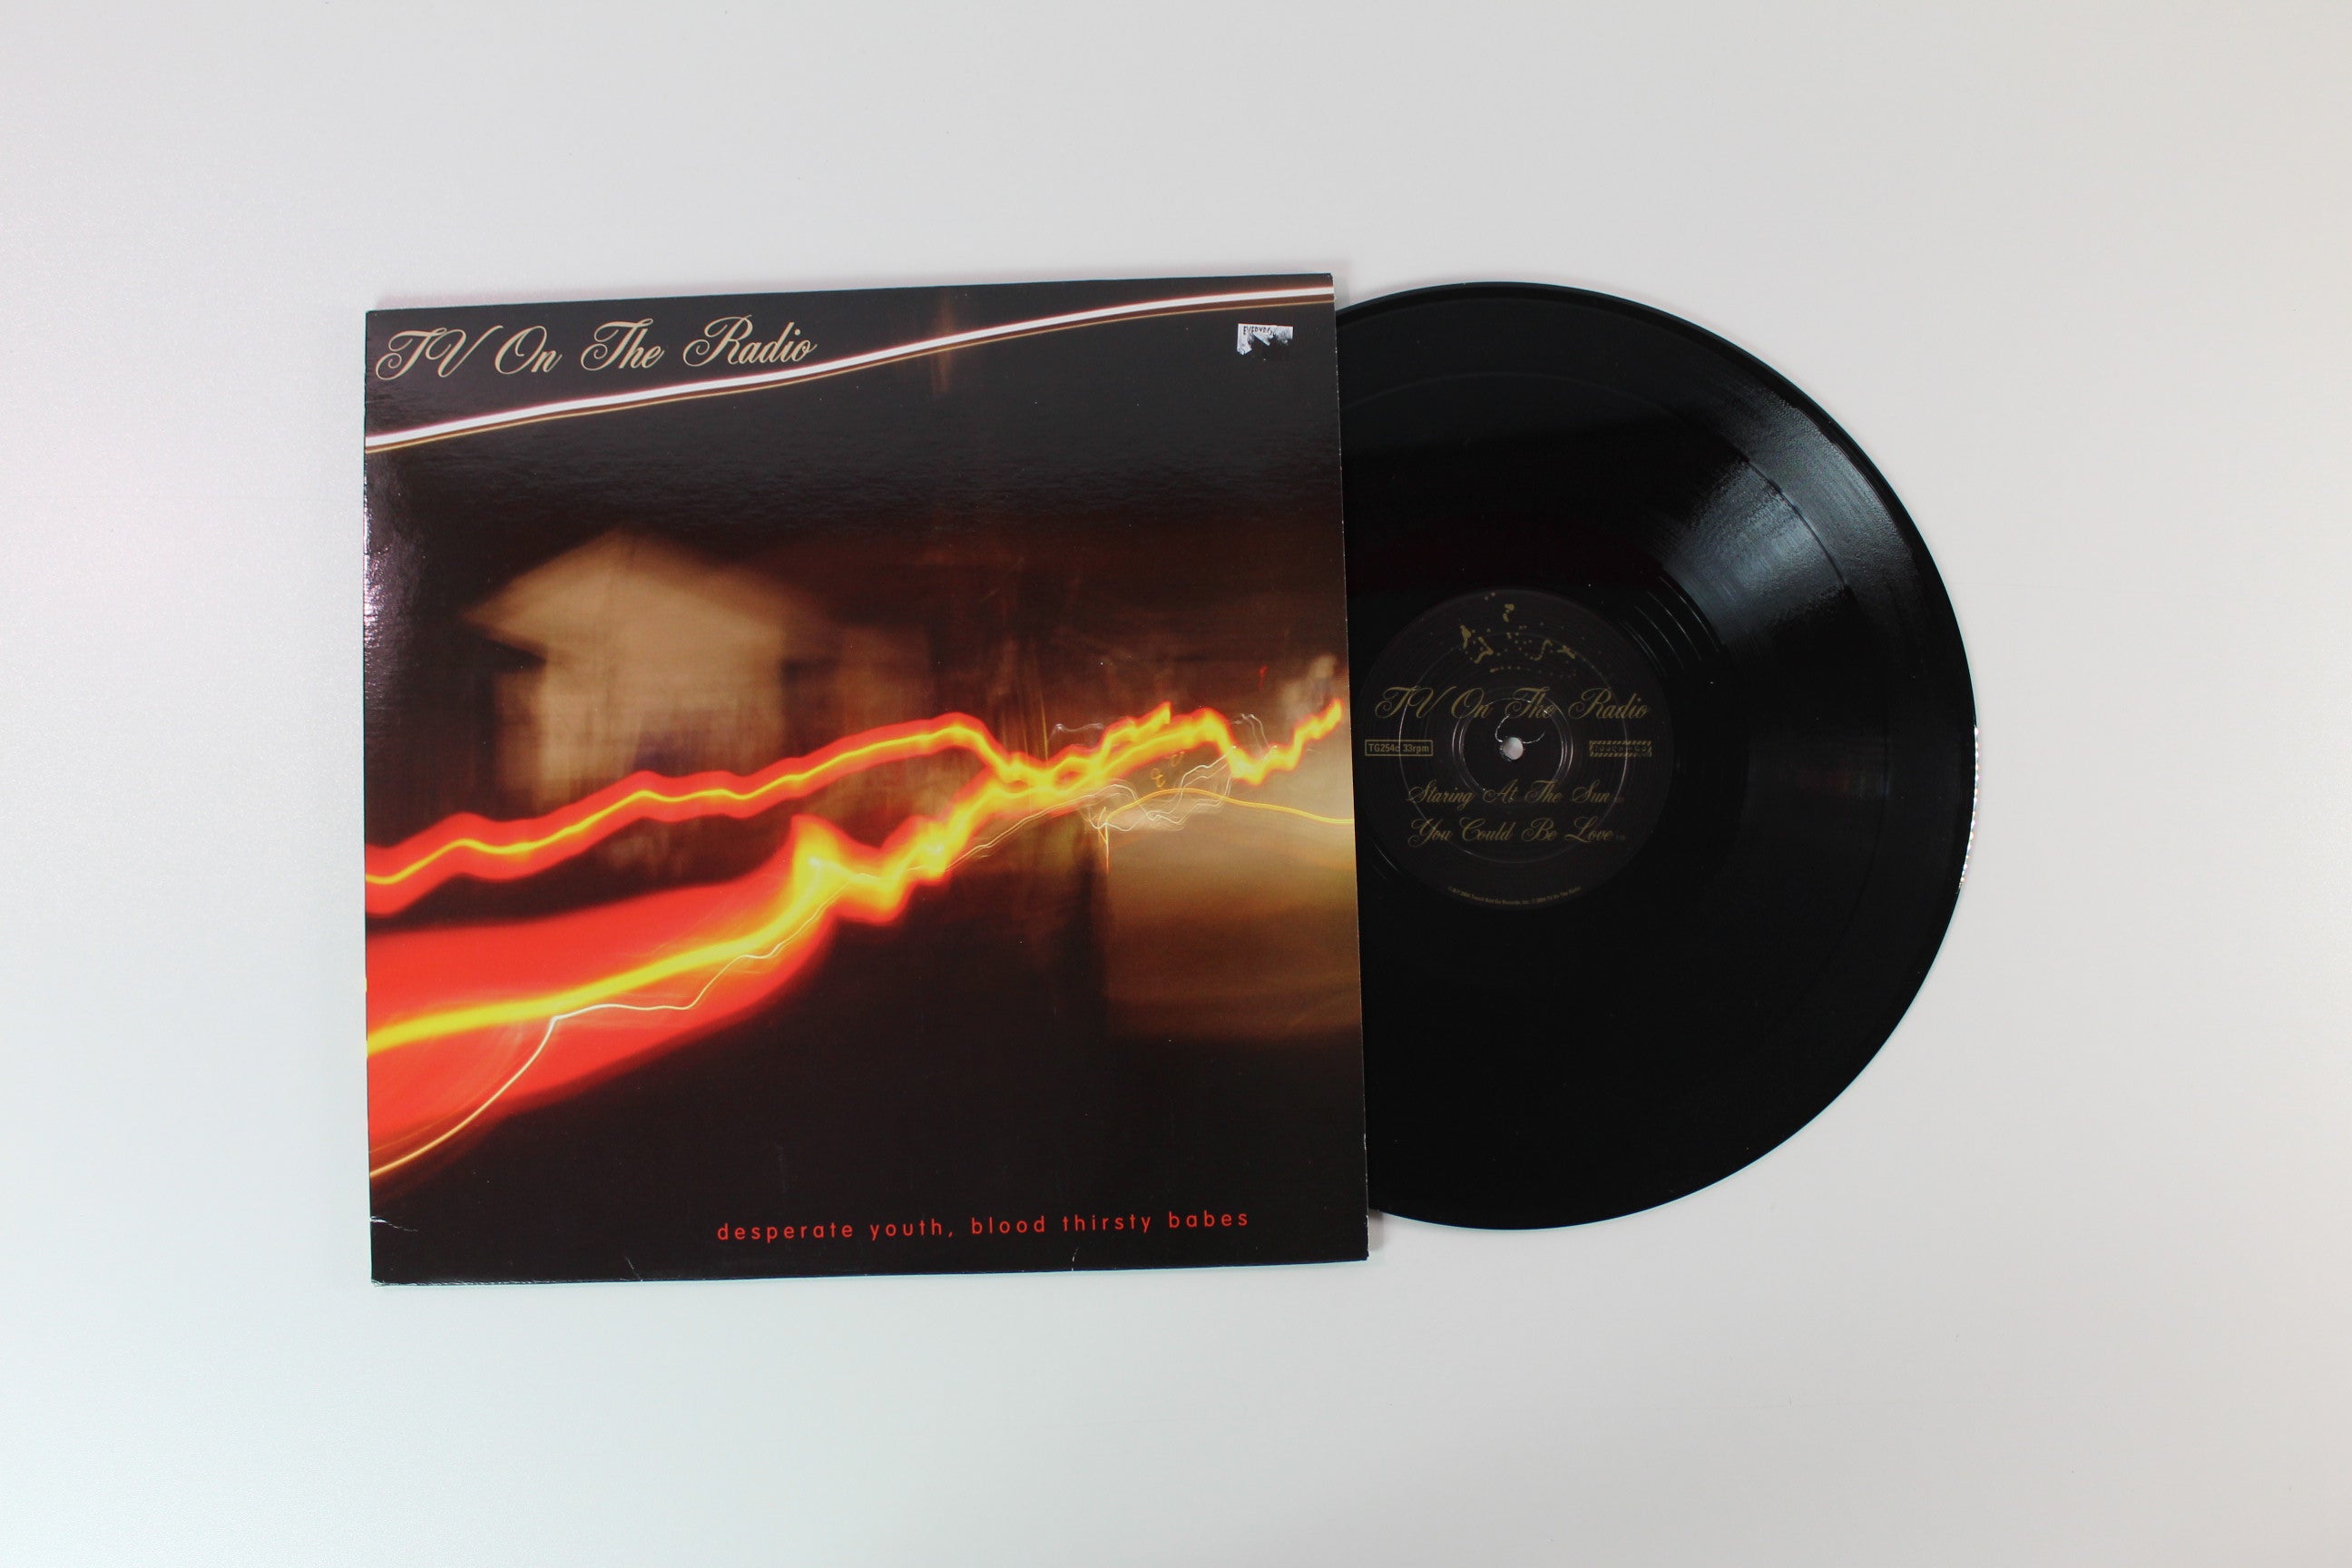 TV On The Radio
desperate youth, blood thirsty babes
TV On The Radio
TG254c 33rpm
Staring At The Sun
You Could Be Love